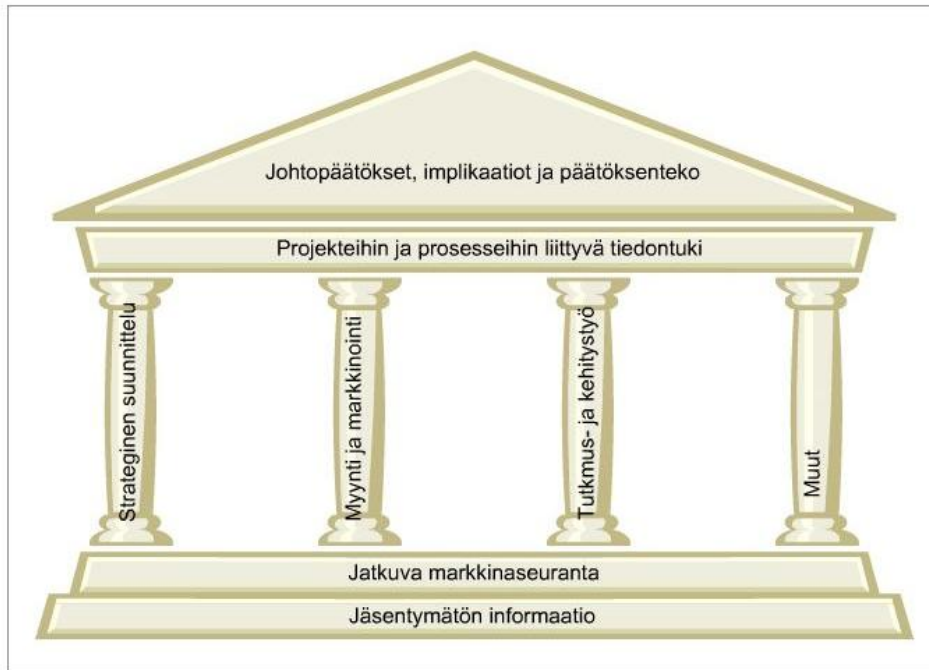 Johtopäätökset, implikaatiot ja päätöksenteko
Projekteihin ja prosesseihin liittyvä tiedontuki
Strateginen suunnittelu
Myynti ja markkinointi
Tutkmus- ja kehitystyö
Muut
Jatkuva markkinaseuranta
Jäsentymätön informaatio